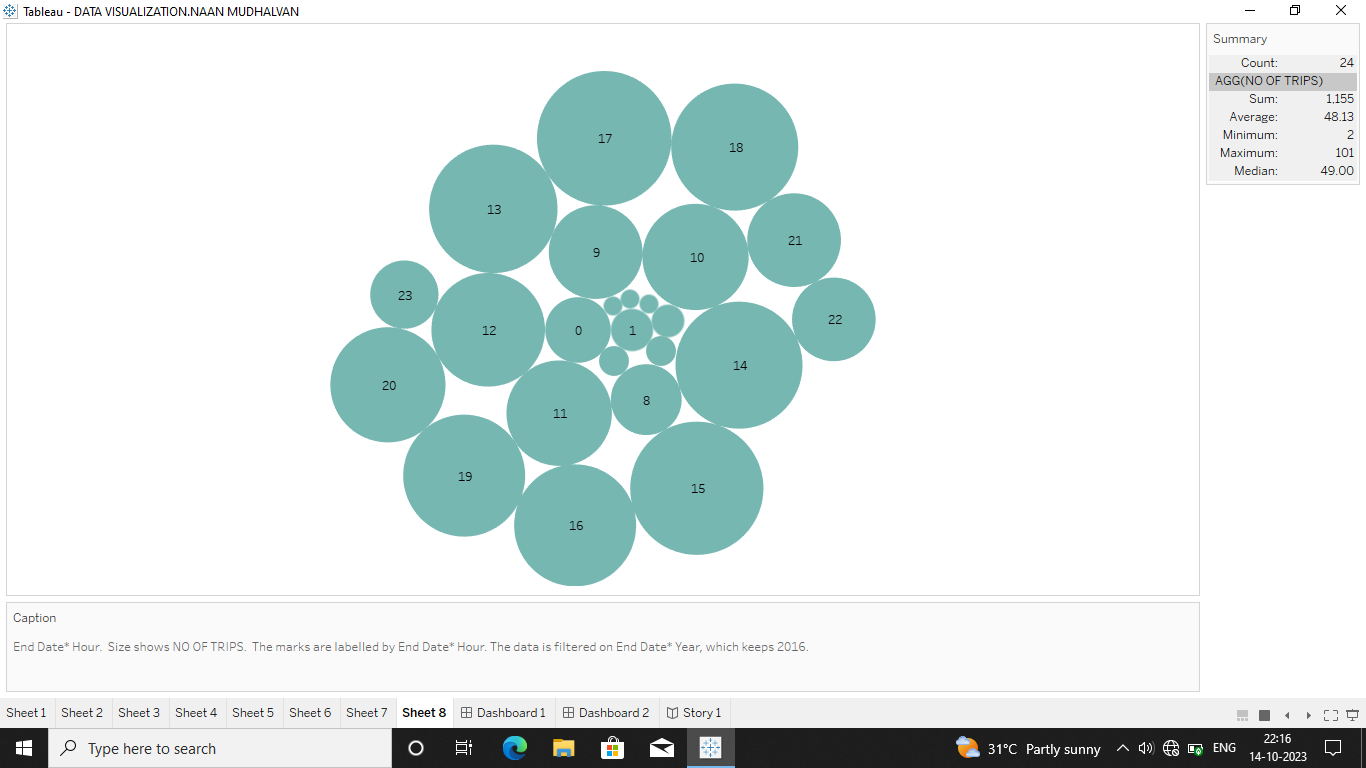 Tableau - DATA VISUALIZATION.NAAN MUDHALVAN
17
18
13
9
10
21
23
12
0
1
22
20
14
11
8
19
15
16
Summary
Count: 24
AGG(NO OF TRIPS)
Sum: 1,155
Average: 48.13
Minimum: 2
Maximum: 101
Median: 49.00
Caption
End Date* Hour. Size shows NO OF TRIPS. The marks are labelled by End Date* Hour. The data is filtered on End Date* Year, which keeps 2016.
Sheet 1 Sheet 2 Sheet 3 Sheet 4 Sheet 5 Sheet 6 Sheet 7 Sheet 8 Dashboard 1 Dashboard 2 Story 1
Type here to search 31°C Partly sunny ENG 22:16
14-10-2023